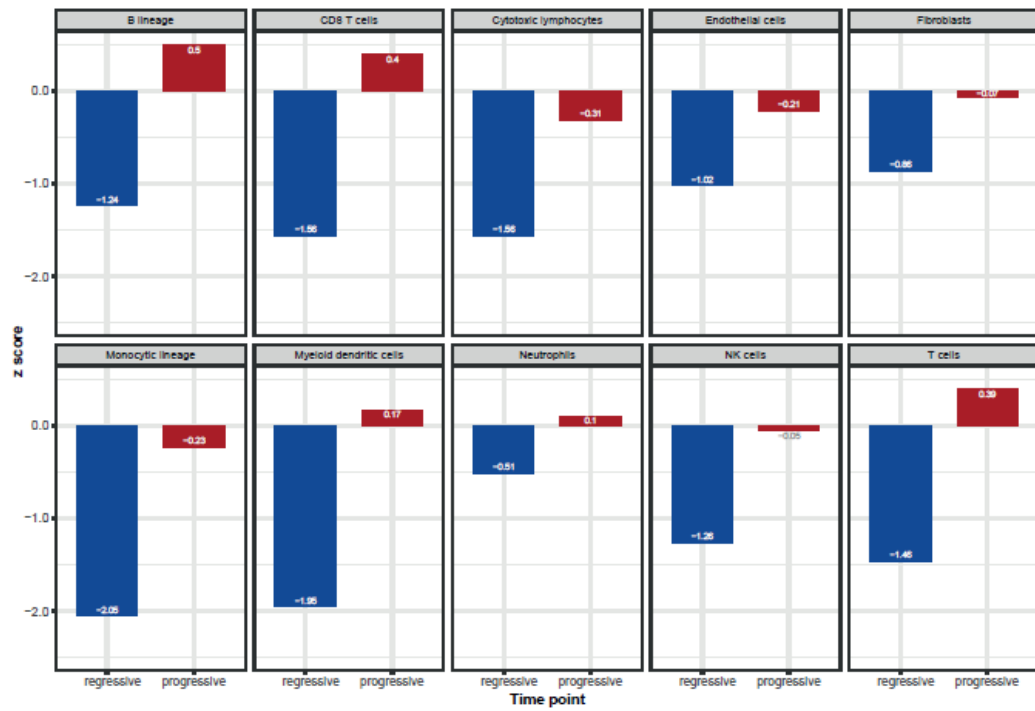 B lineage
CD8 T cells
Cytotoxic lymphocytes
Endothelial cells
Fibroblasts
0.0
−1.0
−2.0
−1.24
0.5
−1.56
0.4
−1.56
−0.31
−1.02
−0.21
−0.86
−0.07
z score
Monocytic lineage
Myeloid dendritic cells
Neutrophils
NK cells
T cells
0.0
−1.0
−2.0
−2.05
−0.23
−1.95
0.17
−0.51
0.1
−1.26
−0.05
−1.46
0.39
regressive progressive
regressive progressive
regressive progressive
regressive progressive
regressive progressive
Time point